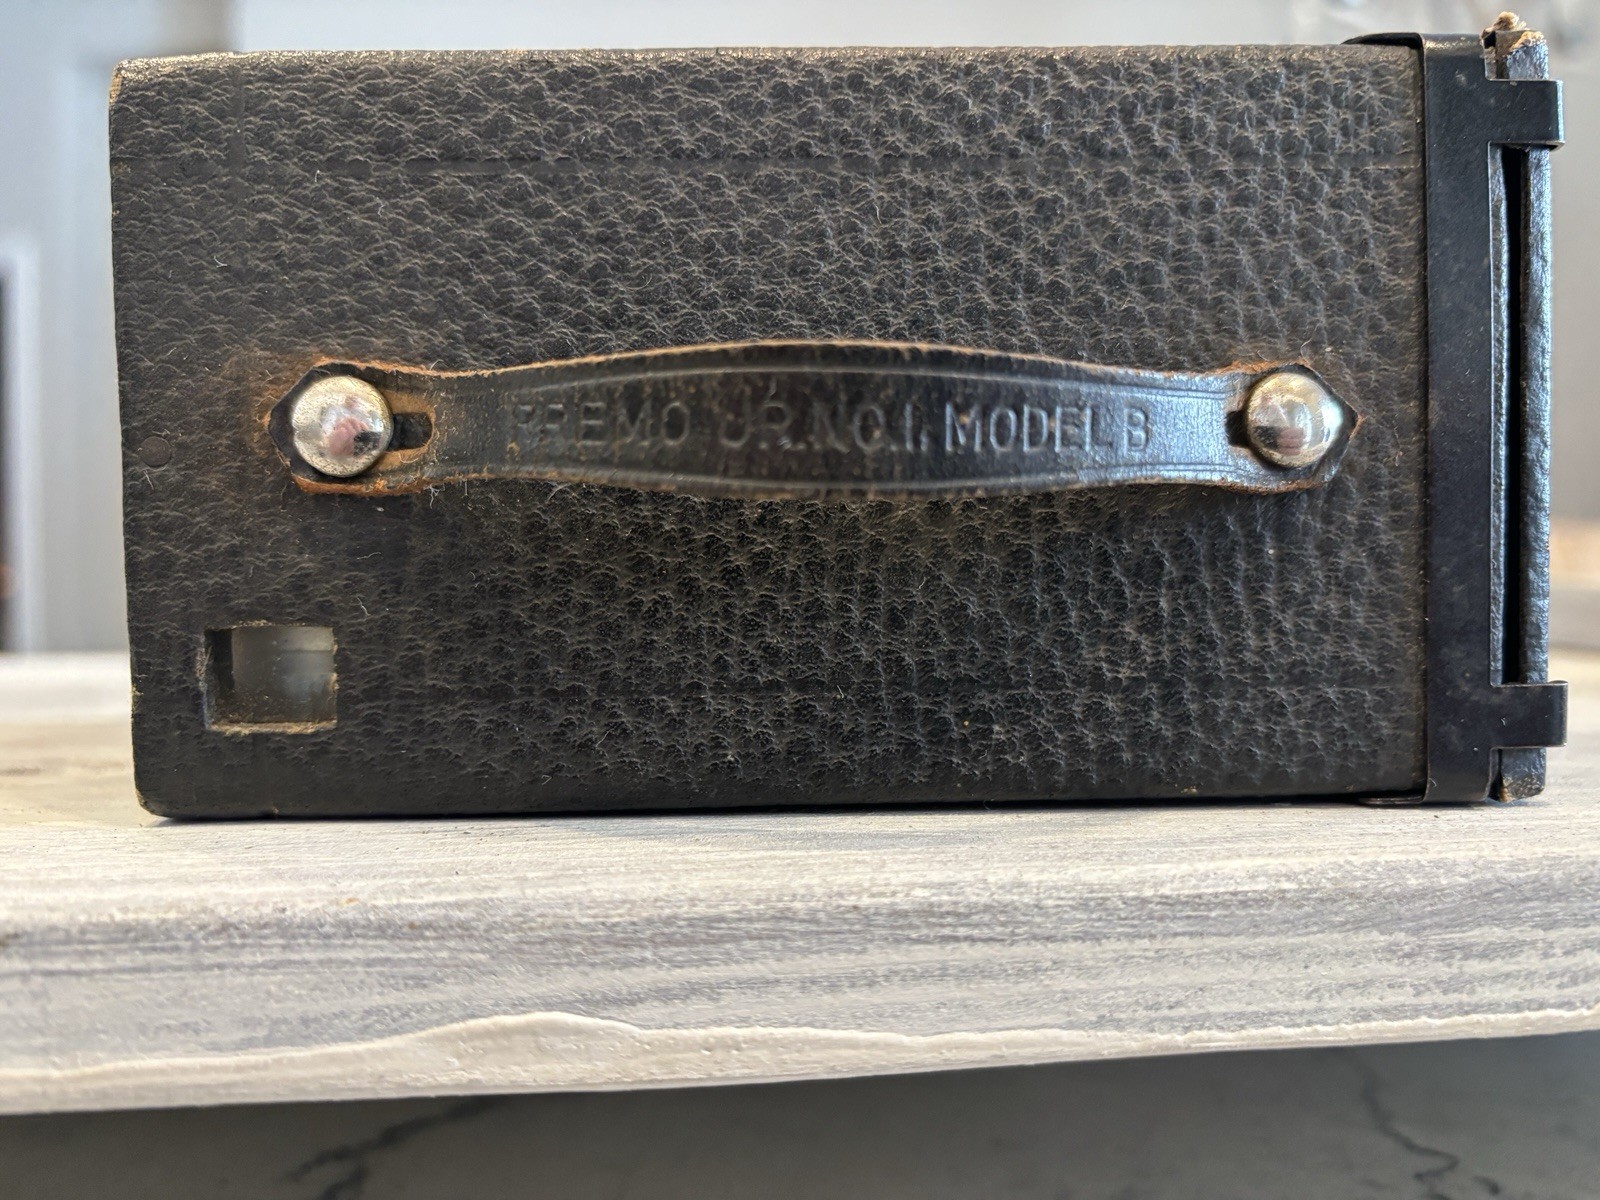 PREMO JR. NO. 1. MODEL B